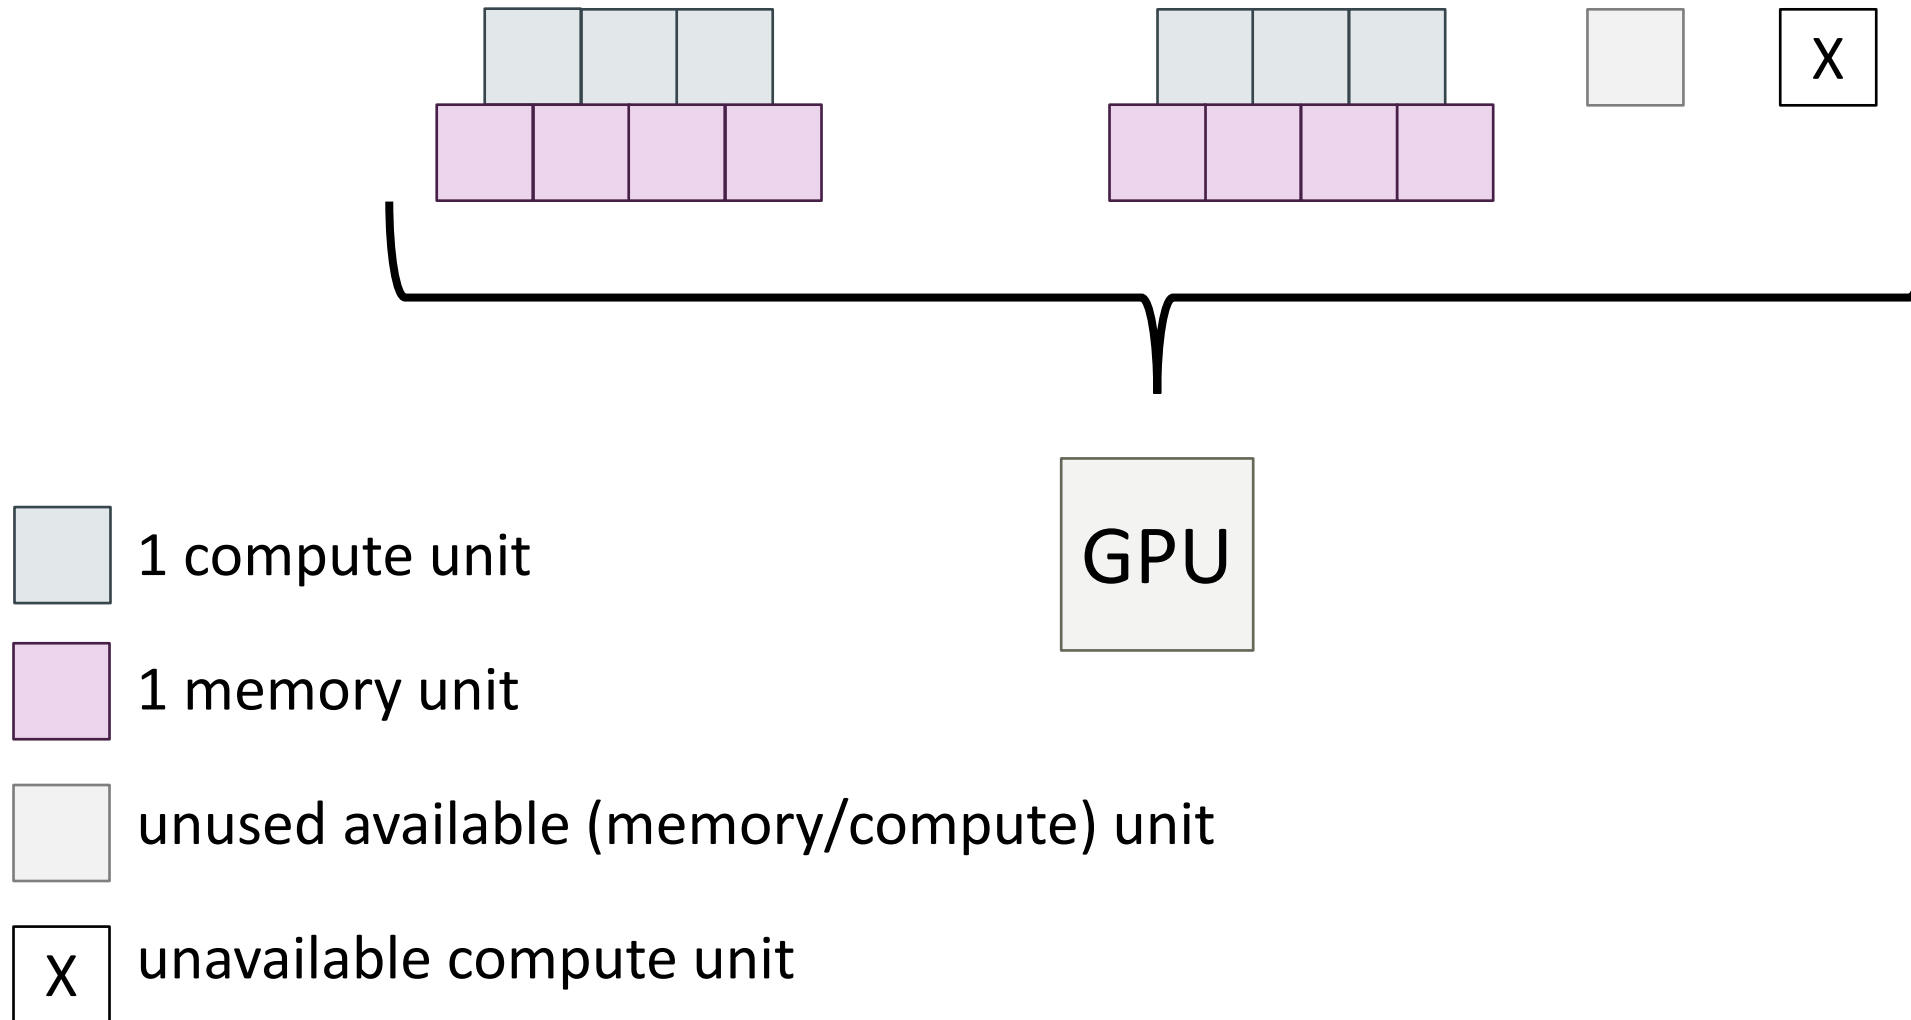 X
GPU
1 compute unit
1 memory unit
unused available (memory/compute) unit
X unavailable compute unit